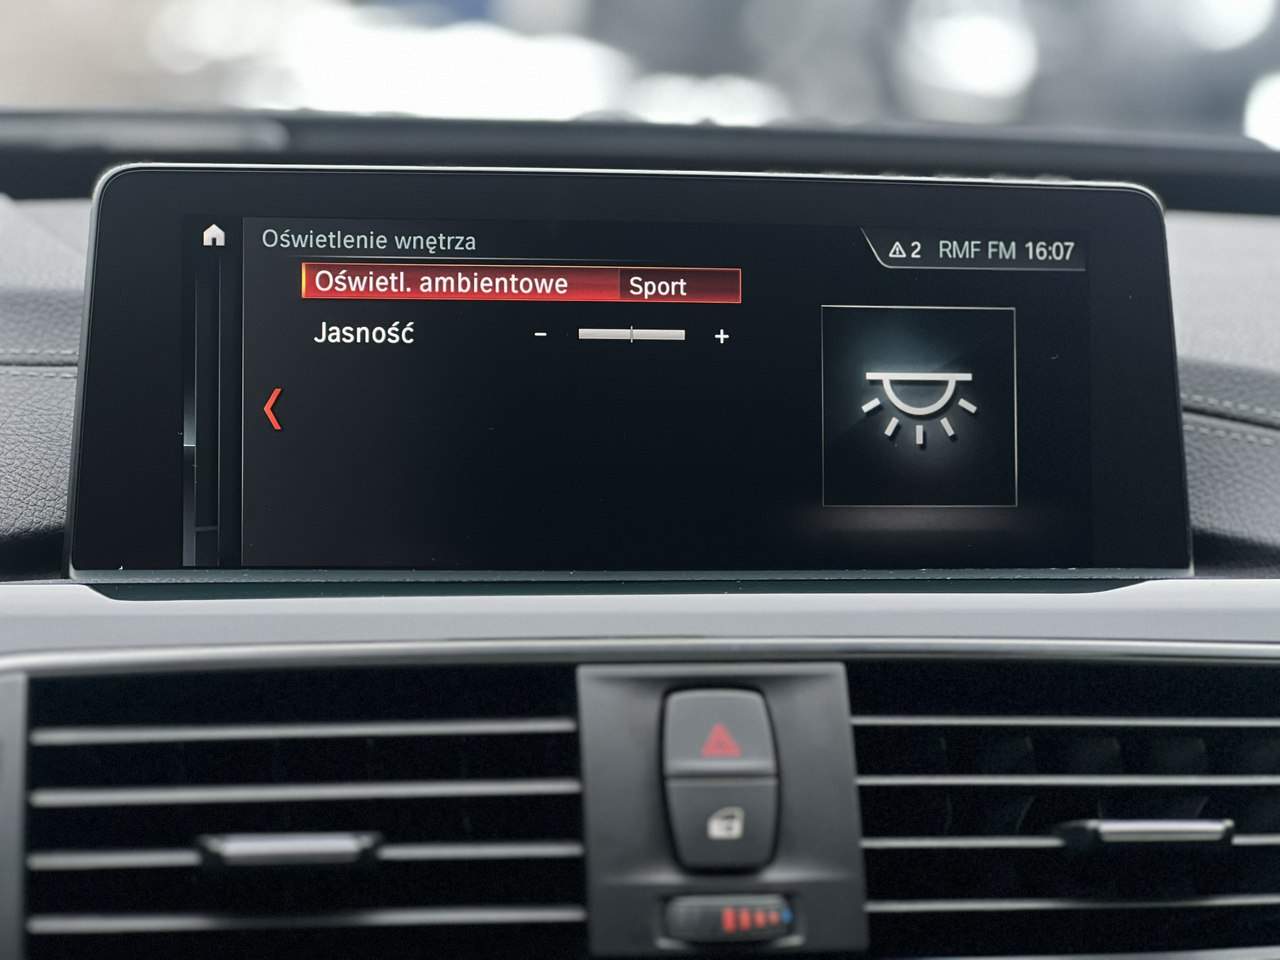 Oświetlenie wnętrza
2 RMF FM 16:07
Oświetl. ambientowe Sport
Jasność - +